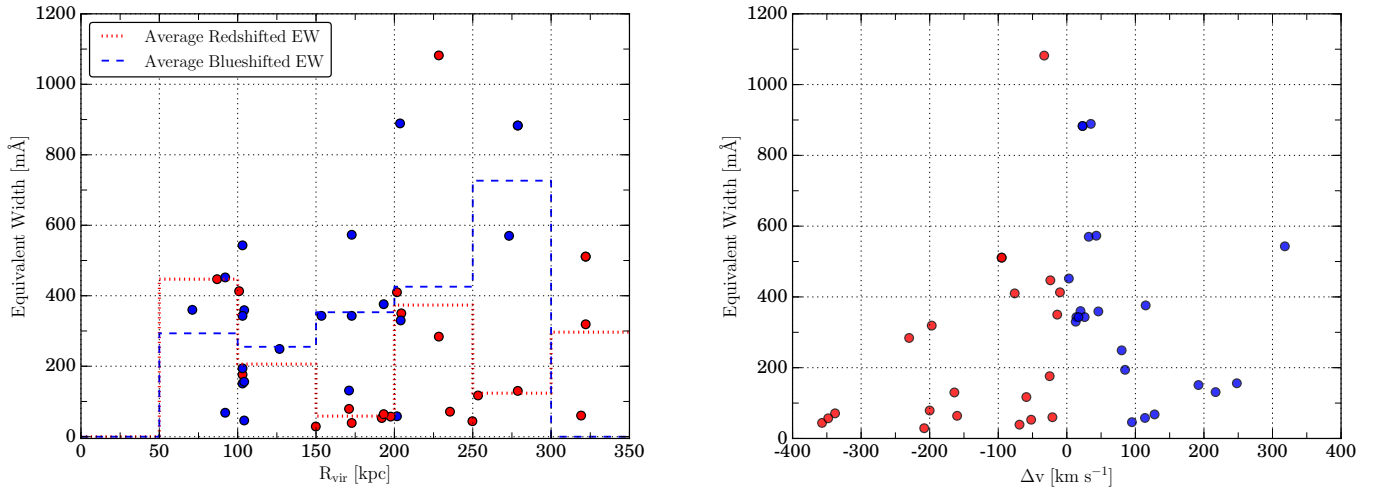 1200
1000
800
600
400
200
0
Equivalent Width [mÅ]
Average Redshifted EW
Average Blueshifted EW
0 50 100 150 200 250 300 350
R_vir [kpc]
1200
1000
800
600
400
200
0
Equivalent Width [mÅ]
-400 -300 -200 -100 0 100 200 300 400
Δv [km s⁻¹]